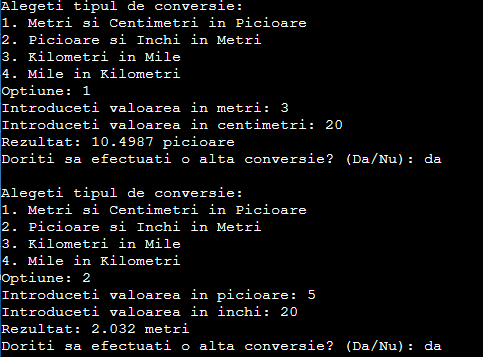 Alegeti tipul de conversie:
1. Metri si Centimetri in Picioare
2. Picioare si Inchi in Metri
3. Kilometri in Mile
4. Mile in Kilometri
Optiune: 1
Introduceti valoarea in metri: 3
Introduceti valoarea in centimetri: 20
Rezultat: 10.4987 picioare
Doriti sa efectuati o alta conversie? (Da/Nu): da

Alegeti tipul de conversie:
1. Metri si Centimetri in Picioare
2. Picioare si Inchi in Metri
3. Kilometri in Mile
4. Mile in Kilometri
Optiune: 2
Introduceti valoarea in picioare: 5
Introduceti valoarea in inchi: 20
Rezultat: 2.032 metri
Doriti sa efectuati o alta conversie? (Da/Nu): da